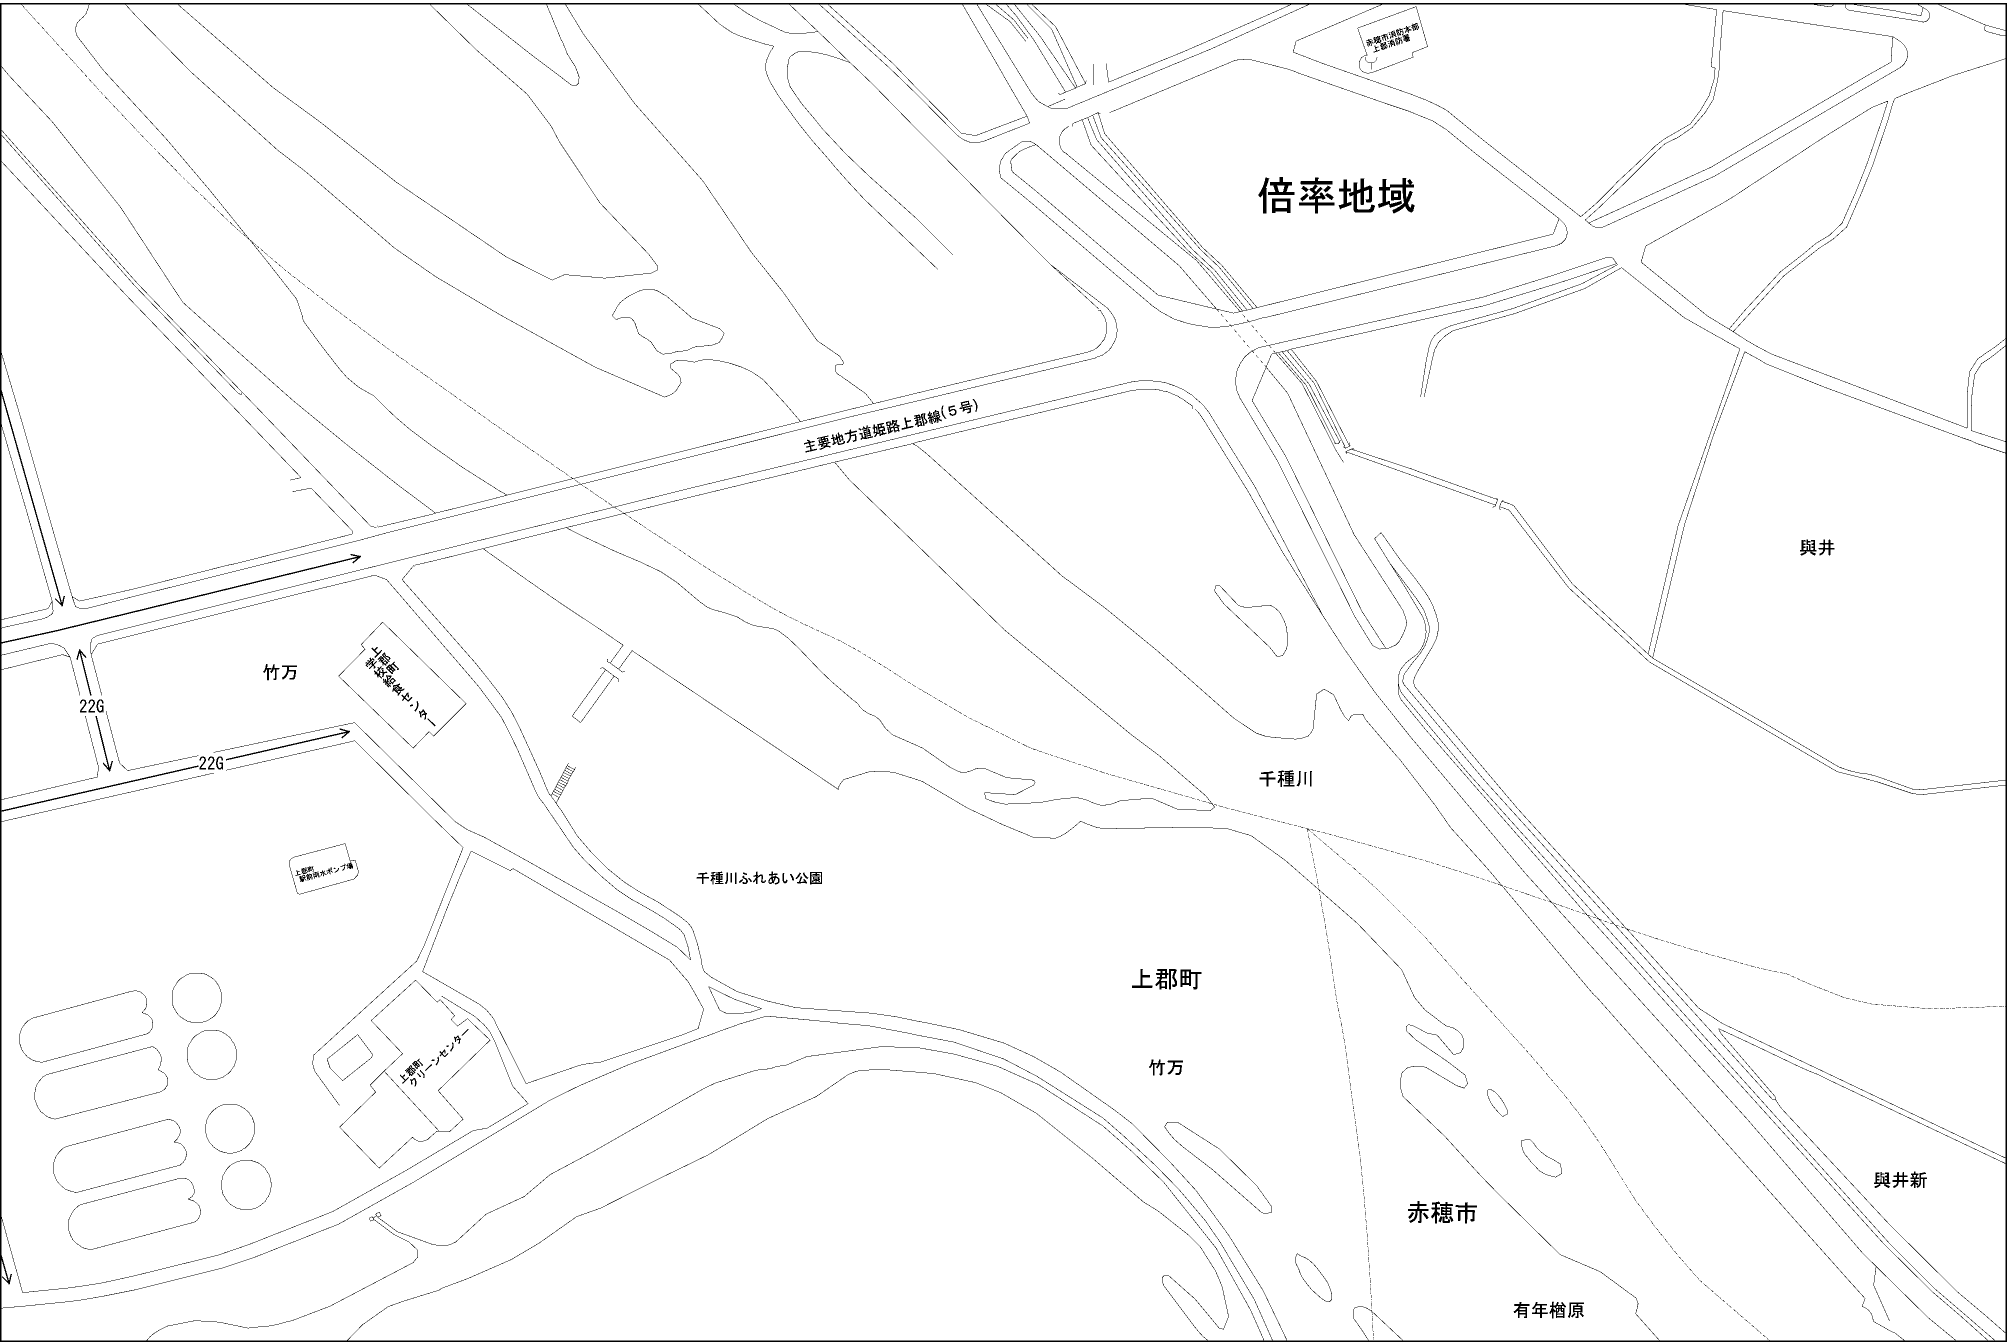 赤穂市消防本部
上郡消防署
倍率地域
主要地方道姫路上郡線(5号)
與井
竹万
上郡町
学校給食センター
22G
22G
千種川
上郡町
駅前雨水ポンプ場
千種川ふれあい公園
上郡町
上郡町
クリーンセンター
竹万
與井新
赤穂市
有年楢原